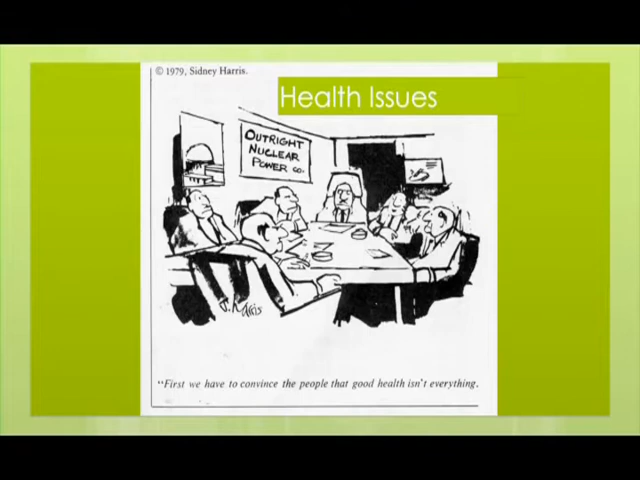 © 1979, Sidney Harris.
Health Issues
OUTRIGHT
NUCLEAR
POWER CO.
S. Harris
"First we have to convince the people that good health isn't everything.